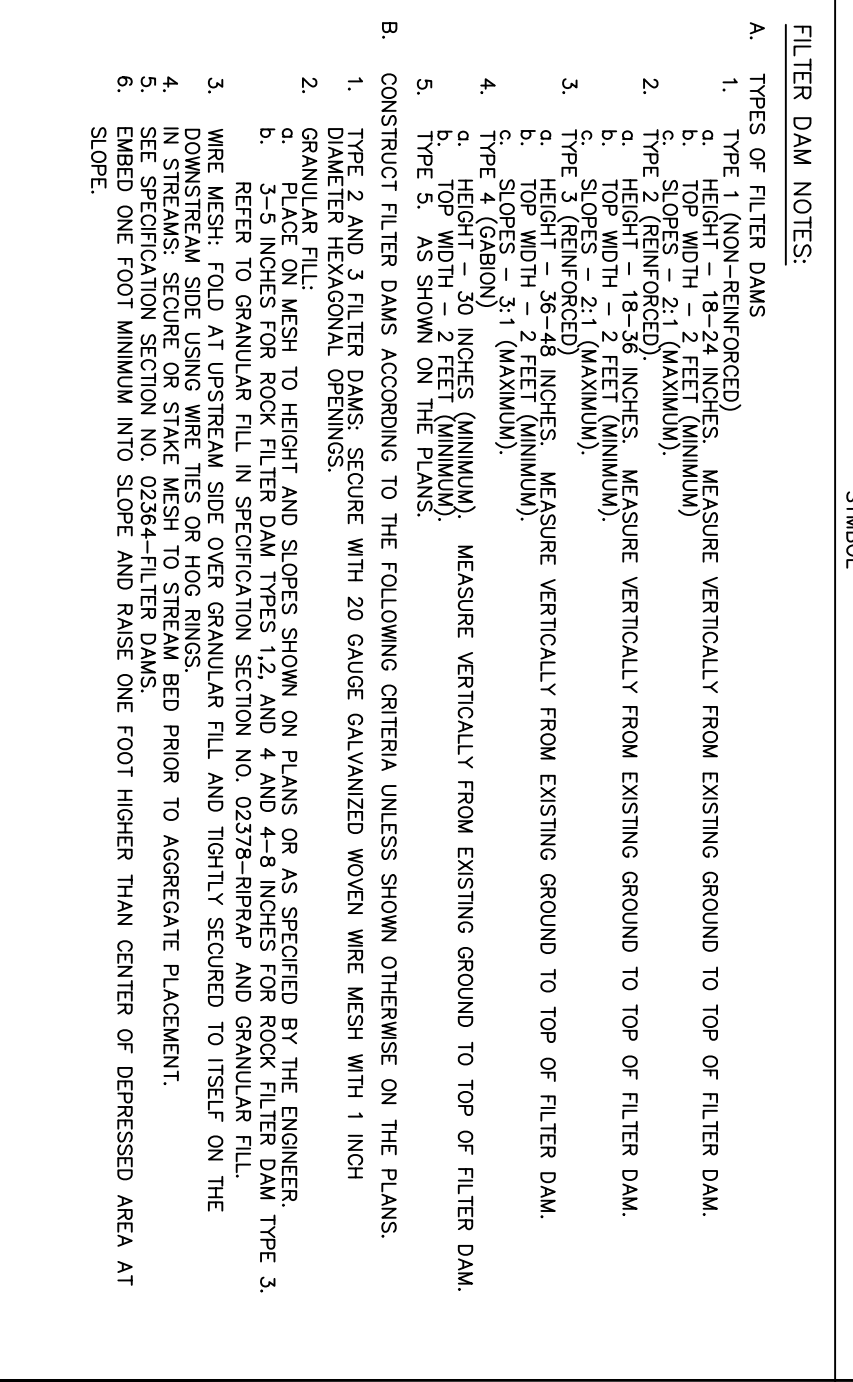 FILTER DAM NOTES:
A. TYPES OF FILTER DAMS
1. TYPE 1 (NON-REINFORCED)
a. HEIGHT - 18-24 INCHES. MEASURE VERTICALLY FROM EXISTING GROUND TO TOP OF FILTER DAM.
b. TOP WIDTH - 2 FEET (MINIMUM)
c. SLOPES - 2:1 (MAXIMUM).
2. TYPE 2 (REINFORCED).
a. HEIGHT - 18-36 INCHES. MEASURE VERTICALLY FROM EXISTING GROUND TO TOP OF FILTER DAM.
b. TOP WIDTH - 2 FEET (MINIMUM).
c. SLOPES - 2:1 (MAXIMUM).
3. TYPE 3 (REINFORCED)
a. HEIGHT - 36-48 INCHES. MEASURE VERTICALLY FROM EXISTING GROUND TO TOP OF FILTER DAM.
b. TOP WIDTH - 2 FEET (MINIMUM).
c. SLOPES - 3:1 (MAXIMUM).
4. TYPE 4 (GABION)
a. HEIGHT - 30 INCHES (MINIMUM). MEASURE VERTICALLY FROM EXISTING GROUND TO TOP OF FILTER DAM.
b. TOP WIDTH - 2 FEET (MINIMUM).
5. TYPE 5. AS SHOWN ON THE PLANS.
B. CONSTRUCT FILTER DAMS ACCORDING TO THE FOLLOWING CRITERIA UNLESS SHOWN OTHERWISE ON THE PLANS.
1. TYPE 2 AND 3 FILTER DAMS: SECURE WITH 20 GAUGE GALVANIZED WOVEN WIRE MESH WITH 1 INCH
DIAMETER HEXAGONAL OPENINGS.
2. GRANULAR FILL:
a. PLACE ON MESH TO HEIGHT AND SLOPES SHOWN ON PLANS OR AS SPECIFIED BY THE ENGINEER.
b. 3-5 INCHES FOR ROCK FILTER DAM TYPES 1,2, AND 4 AND 4-8 INCHES FOR ROCK FILTER DAM TYPE 3.
REFER TO GRANULAR FILL IN SPECIFICATION SECTION NO. 02378-RIPRAP AND GRANULAR FILL.
3. WIRE MESH: FOLD AT UPSTREAM SIDE OVER GRANULAR FILL AND TIGHTLY SECURED TO ITSELF ON THE
DOWNSTREAM SIDE USING WIRE TIES OR HOG RINGS.
4. IN STREAMS: SECURE OR STAKE MESH TO STREAM BED PRIOR TO AGGREGATE PLACEMENT.
5. SEE SPECIFICATION SECTION NO. 02364-FILTER DAMS.
6. EMBED ONE FOOT MINIMUM INTO SLOPE AND RAISE ONE FOOT HIGHER THAN CENTER OF DEPRESSED AREA AT
SLOPE.